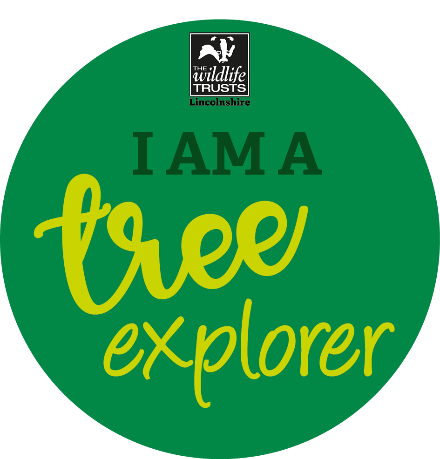 THE
wildlife
TRUSTS
Lincolnshire
I AM A
tree
explorer